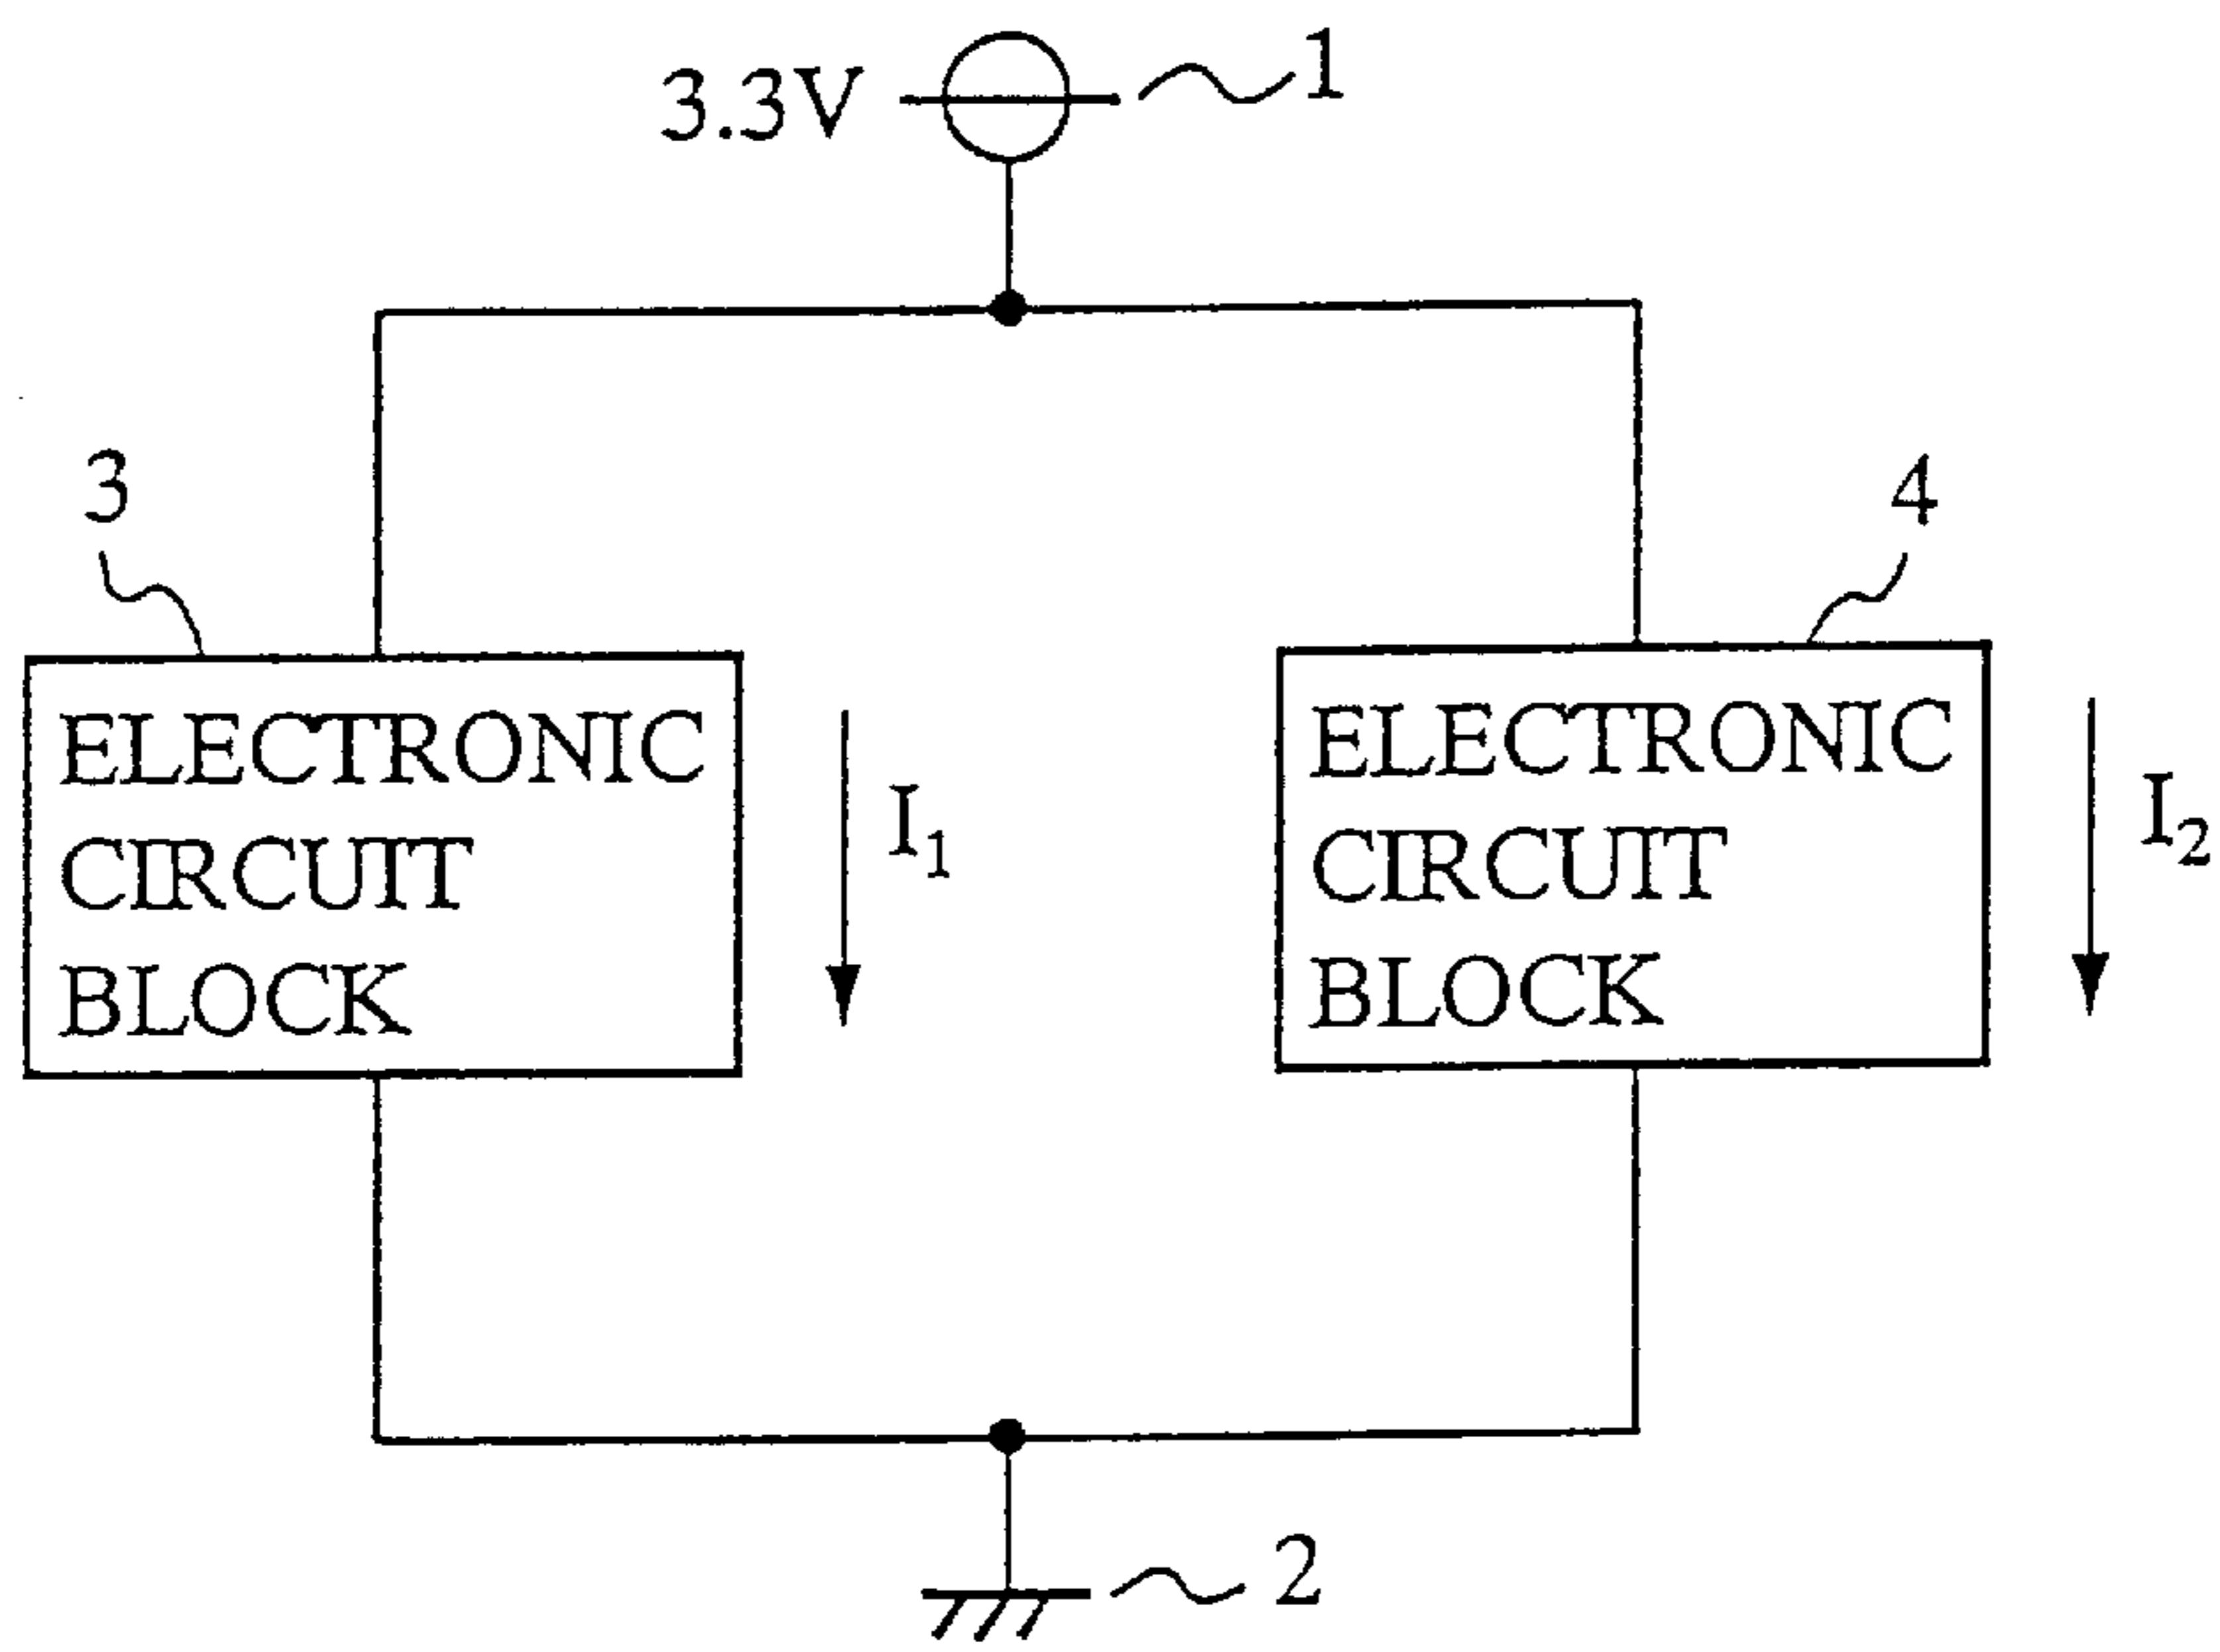 3.3V
1
3
4
ELECTRONIC
CIRCUIT
BLOCK
I1
ELECTRONIC
CIRCUIT
BLOCK
I2
2